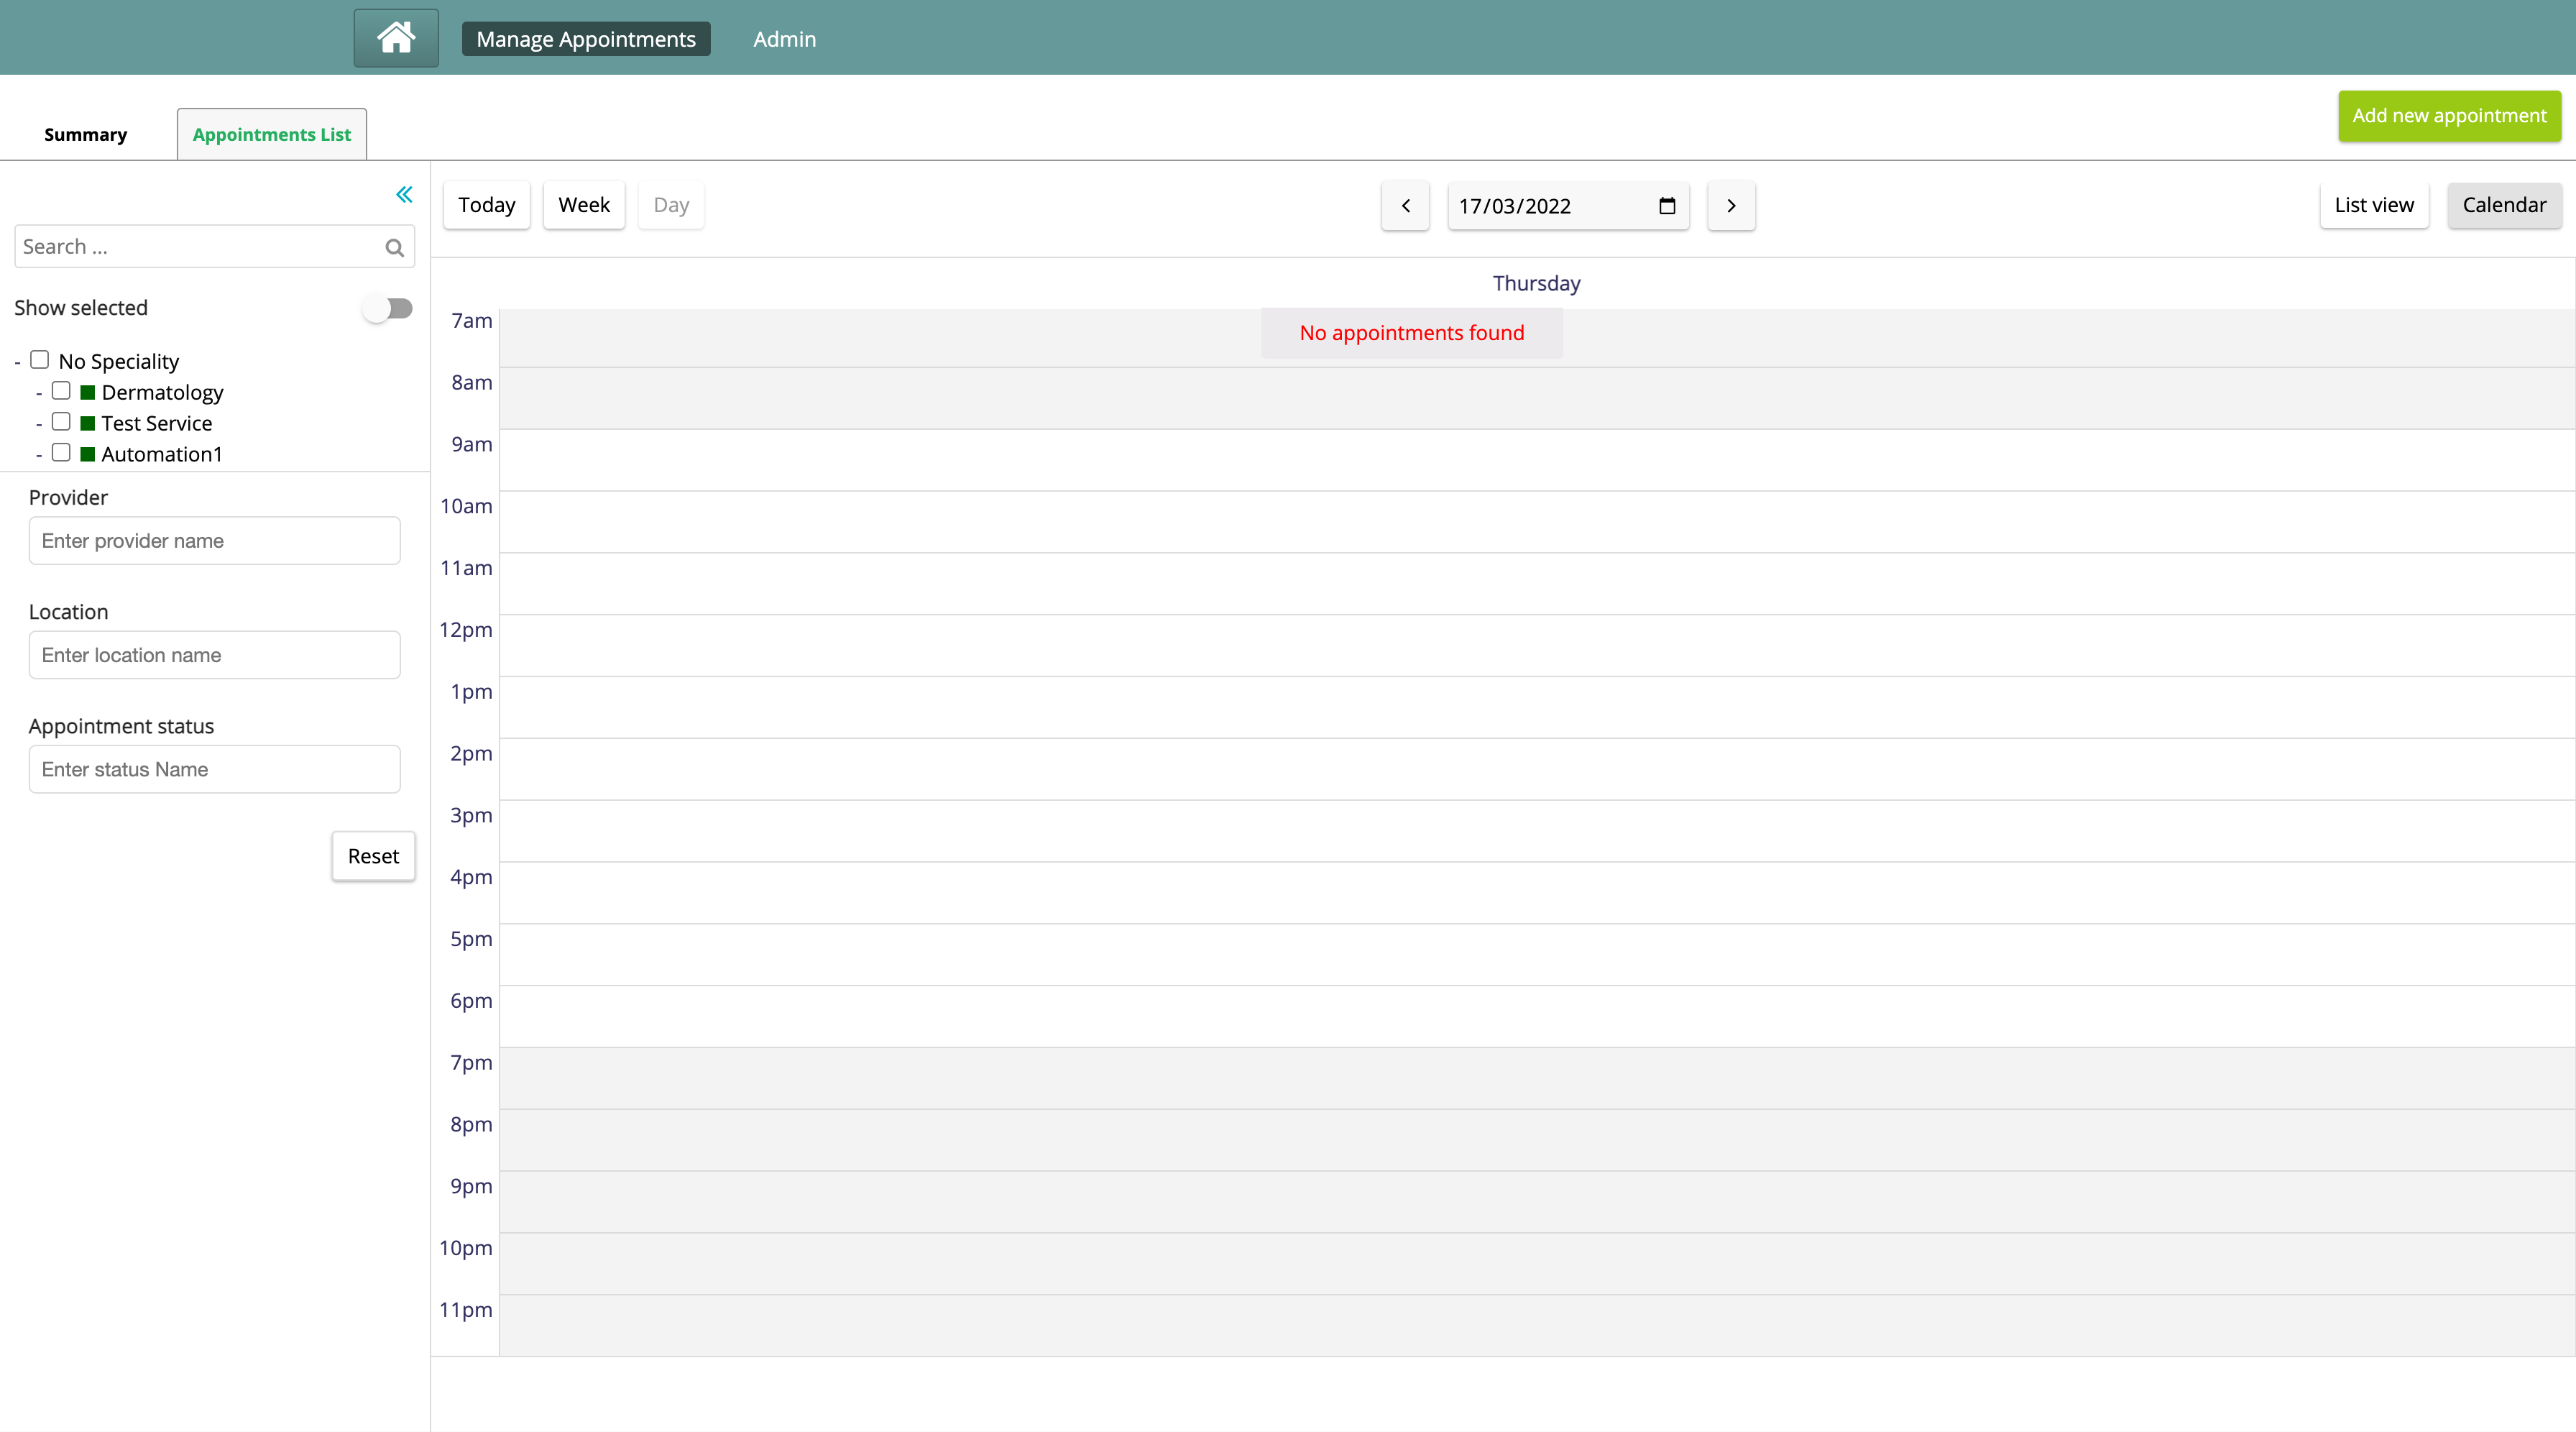 Manage Appointments
Admin
Summary
Appointments List
Add new appointment
Search ...
Show selected
- No Speciality
- Dermatology
- Test Service
- Automation1
Provider
Enter provider name
Location
Enter location name
Appointment status
Enter status Name
Reset
Today
Week
Day
17/03/2022
List view
Calendar
Thursday
No appointments found
7am
8am
9am
10am
11am
12pm
1pm
2pm
3pm
4pm
5pm
6pm
7pm
8pm
9pm
10pm
11pm